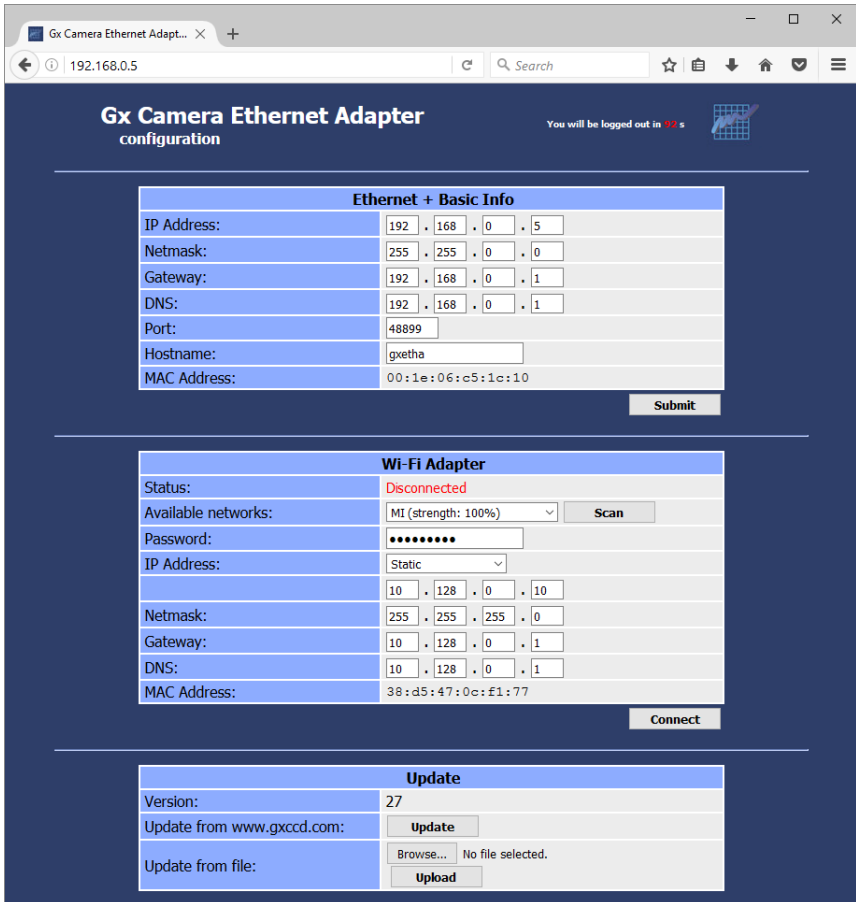 Gx Camera Ethernet Adapt...
192.168.0.5 Search
Gx Camera Ethernet Adapter
configuration
You will be logged out in 92 s
Ethernet + Basic Info
IP Address: 192 . 168 . 0 . 5
Netmask: 255 . 255 . 0 . 0
Gateway: 192 . 168 . 0 . 1
DNS: 192 . 168 . 0 . 1
Port: 48899
Hostname: gxetha
MAC Address: 00:1e:06:c5:1c:10
Submit
Wi-Fi Adapter
Status: Disconnected
Available networks: MI (strength: 100%) Scan
Password: •••••••••
IP Address: Static
10 . 128 . 0 . 10
Netmask: 255 . 255 . 255 . 0
Gateway: 10 . 128 . 0 . 1
DNS: 10 . 128 . 0 . 1
MAC Address: 38:d5:47:0c:f1:77
Connect
Update
Version: 27
Update from www.gxccd.com: Update
Update from file: Browse... No file selected.
Upload